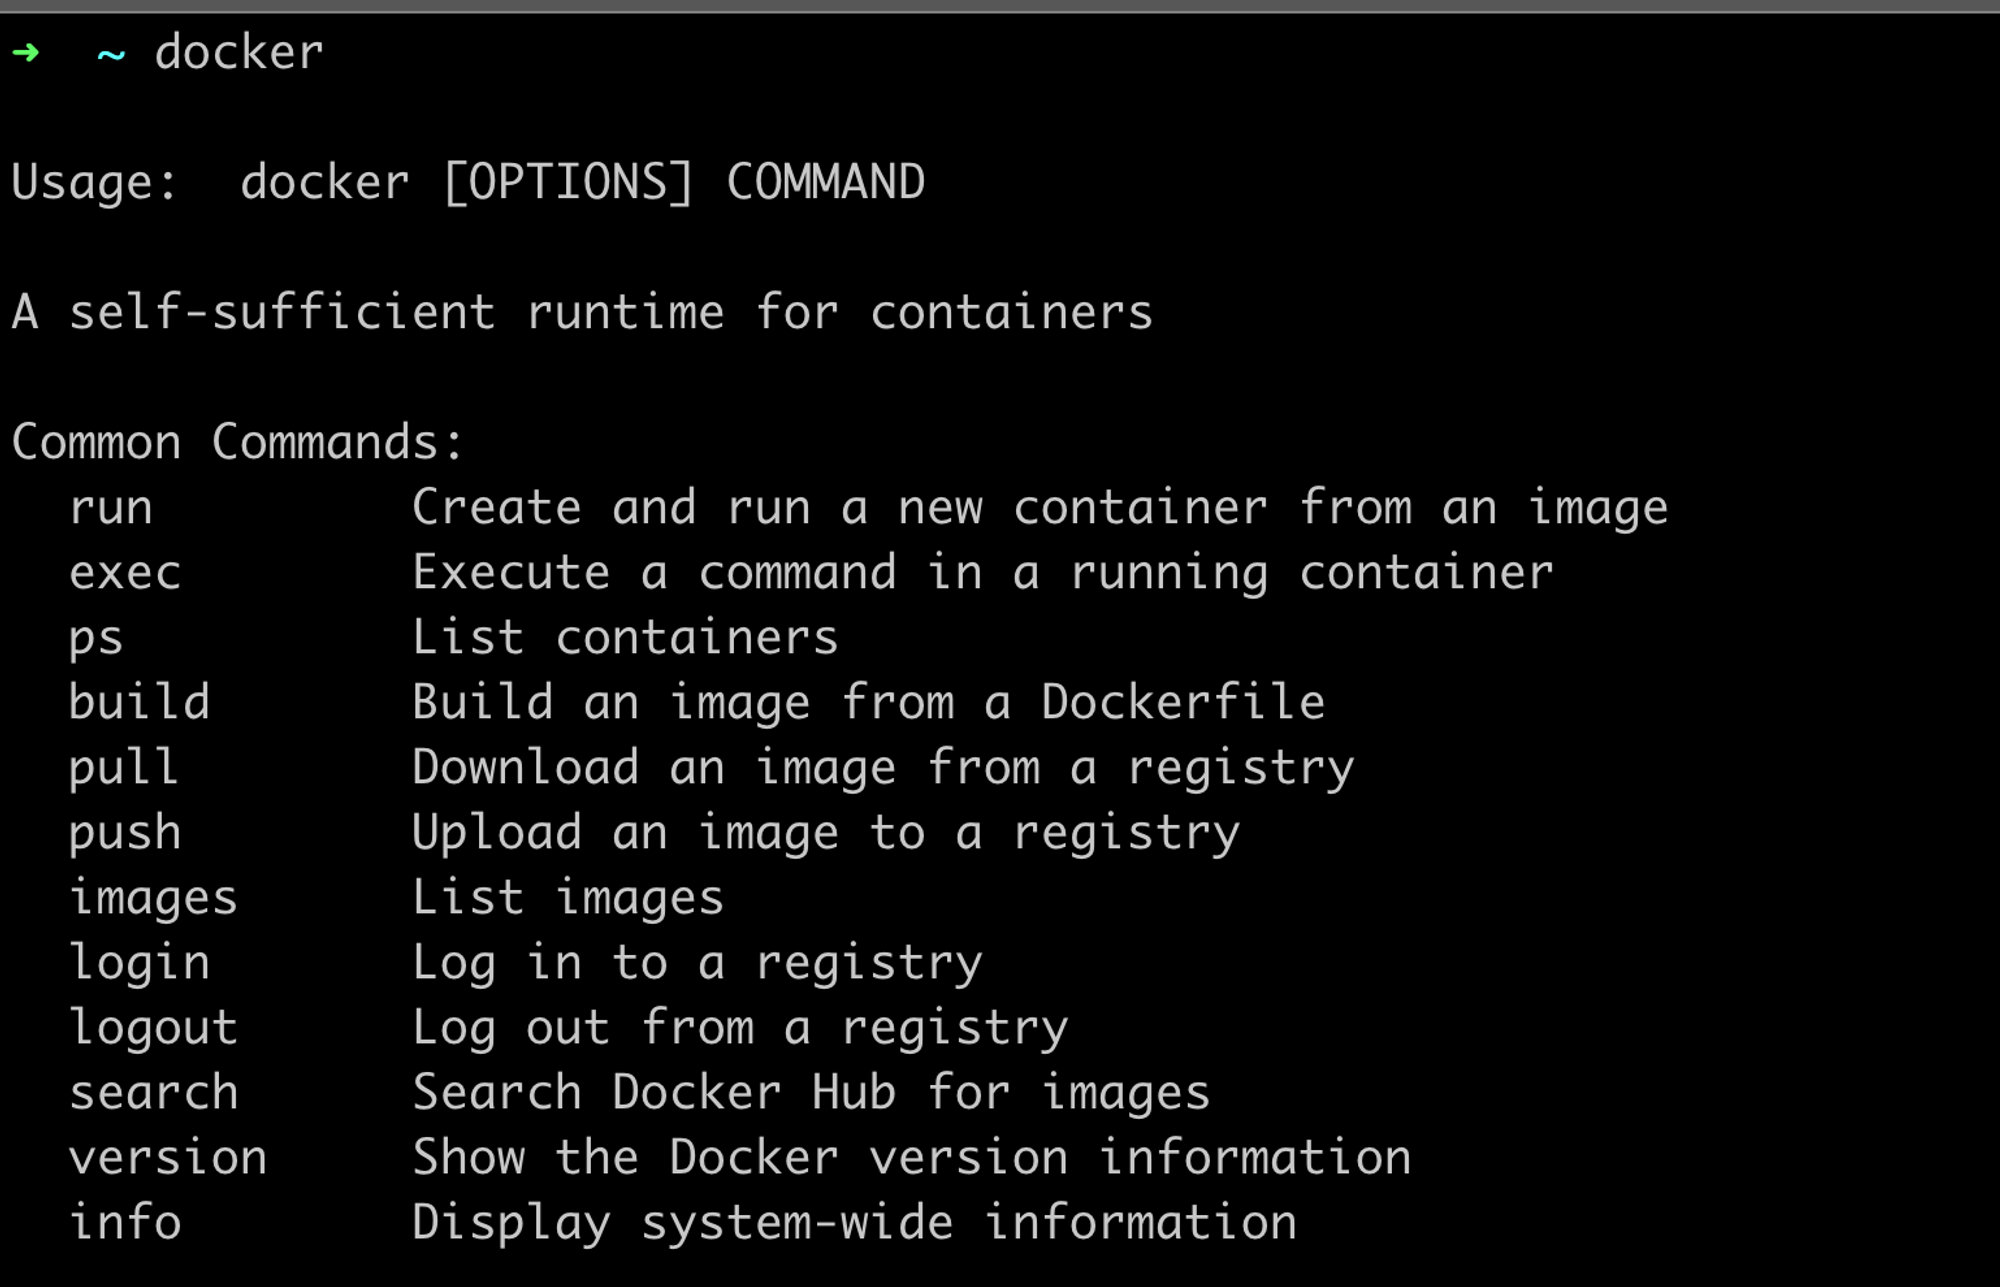 ➜  ~ docker
Usage:  docker [OPTIONS] COMMAND
A self-sufficient runtime for containers
Common Commands:
  run         Create and run a new container from an image
  exec        Execute a command in a running container
  ps          List containers
  build       Build an image from a Dockerfile
  pull        Download an image from a registry
  push        Upload an image to a registry
  images      List images
  login       Log in to a registry
  logout      Log out from a registry
  search      Search Docker Hub for images
  version     Show the Docker version information
  info        Display system-wide information